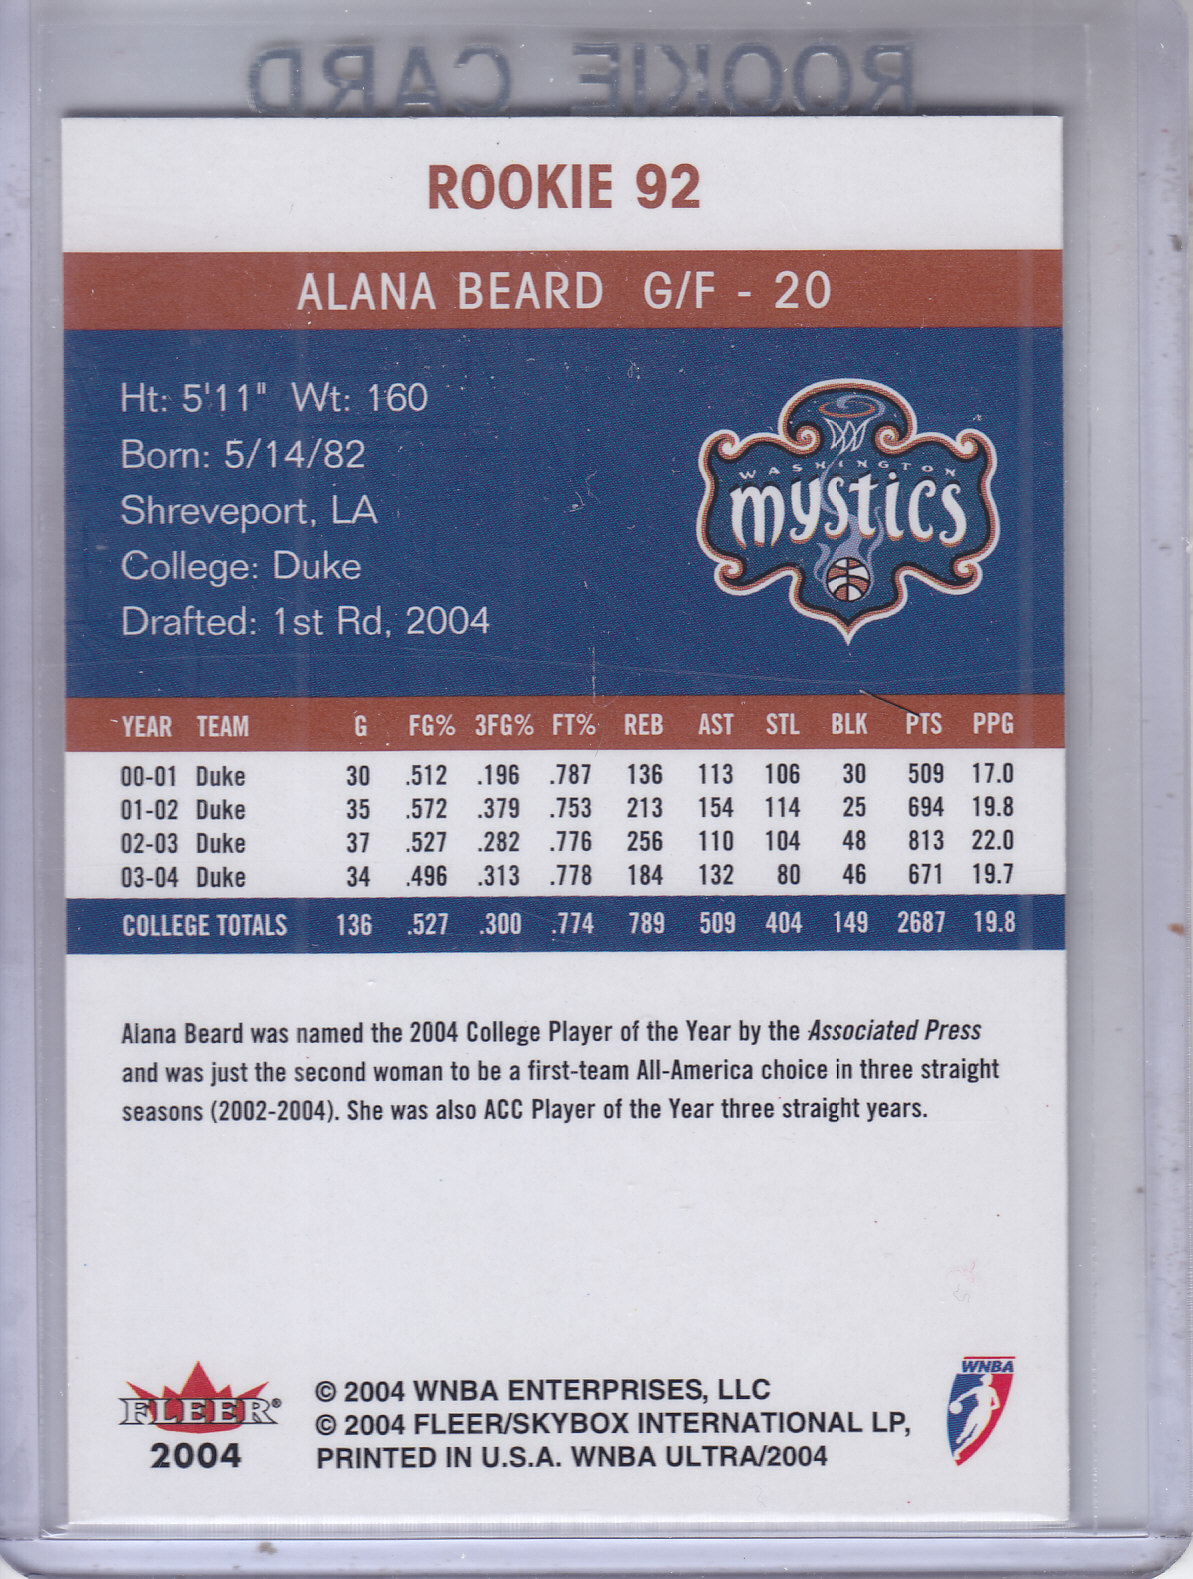 ROOKIE CARD
ROOKIE 92
ALANA BEARD G/F - 20
Ht: 5'11" Wt: 160
Born: 5/14/82
Shreveport, LA
College: Duke
Drafted: 1st Rd, 2004
WASHINGTON
mystics
YEAR TEAM G FG% 3FG% FT% REB AST STL BLK PTS PPG
00-01 Duke 30 .512 .196 .787 136 113 106 30 509 17.0
01-02 Duke 35 .572 .379 .753 213 154 114 25 694 19.8
02-03 Duke 37 .527 .282 .776 256 110 104 48 813 22.0
03-04 Duke 34 .496 .313 .778 184 132 80 46 671 19.7
COLLEGE TOTALS 136 .527 .300 .774 789 509 404 149 2687 19.8
Alana Beard was named the 2004 College Player of the Year by the Associated Press
and was just the second woman to be a first-team All-America choice in three straight
seasons (2002-2004). She was also ACC Player of the Year three straight years.
FLEER®
2004
© 2004 WNBA ENTERPRISES, LLC
© 2004 FLEER/SKYBOX INTERNATIONAL LP,
PRINTED IN U.S.A. WNBA ULTRA/2004
WNBA